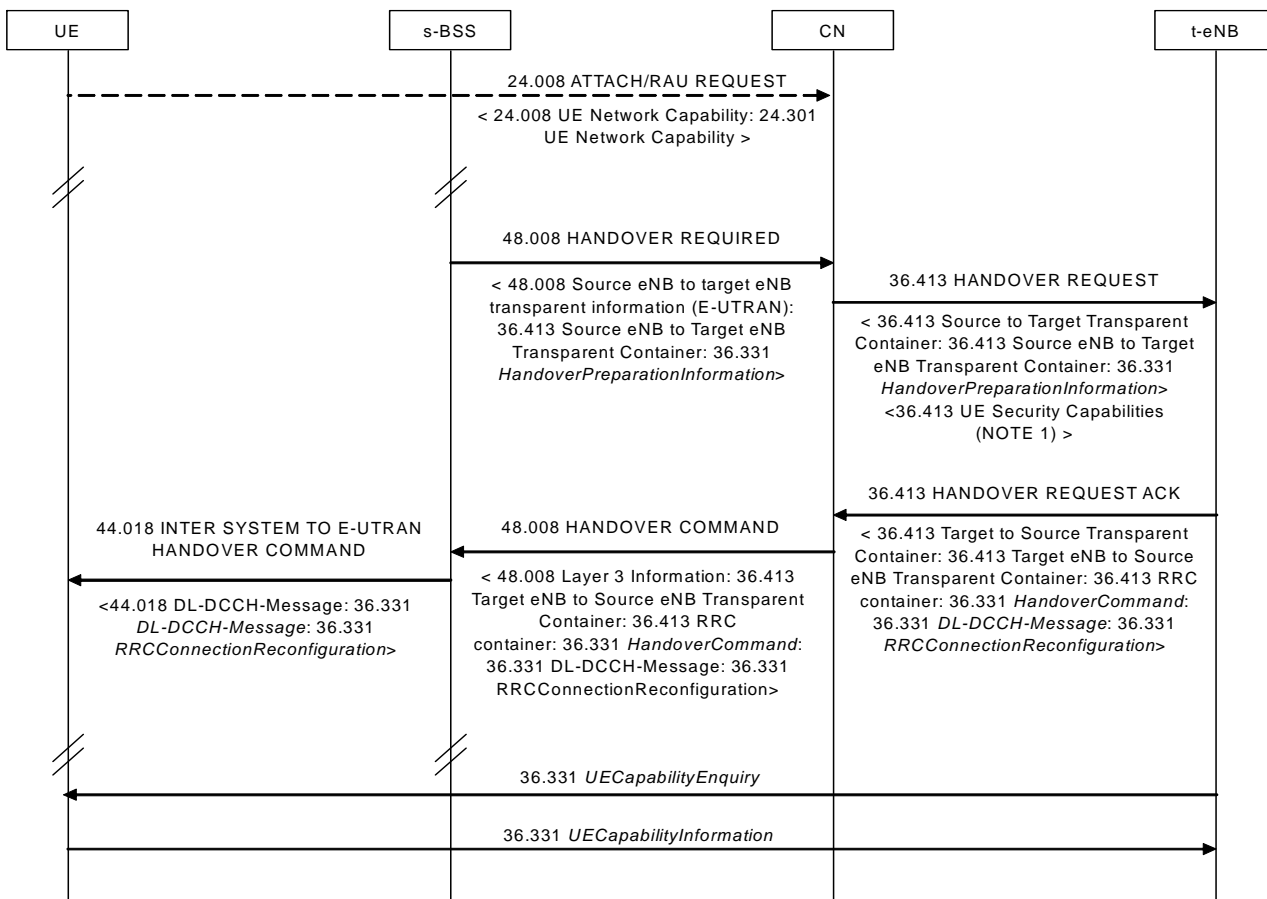 UE
s-BSS
CN
t-eNB
24.008 ATTACH/RAU REQUEST
< 24.008 UE Network Capability: 24.301
UE Network Capability >
48.008 HANDOVER REQUIRED
< 48.008 Source eNB to target eNB
transparent information (E-UTRAN):
36.413 Source eNB to Target eNB
Transparent Container: 36.331
HandoverPreparationInformation>
36.413 HANDOVER REQUEST
< 36.413 Source to Target Transparent
Container: 36.413 Source eNB to Target
eNB Transparent Container: 36.331
HandoverPreparationInformation>
<36.413 UE Security Capabilities
(NOTE 1) >
36.413 HANDOVER REQUEST ACK
< 36.413 Target to Source Transparent
Container: 36.413 Target eNB to Source
eNB Transparent Container: 36.413 RRC
container: 36.331 HandoverCommand:
36.331 DL-DCCH-Message: 36.331
RRCConnectionReconfiguration>
48.008 HANDOVER COMMAND
< 48.008 Layer 3 Information: 36.413
Target eNB to Source eNB Transparent
Container: 36.413 RRC
container: 36.331 HandoverCommand:
36.331 DL-DCCH-Message: 36.331
RRCConnectionReconfiguration>
44.018 INTER SYSTEM TO E-UTRAN
HANDOVER COMMAND
<44.018 DL-DCCH-Message: 36.331
DL-DCCH-Message: 36.331
RRCConnectionReconfiguration>
36.331 UECapabilityEnquiry
36.331 UECapabilityInformation